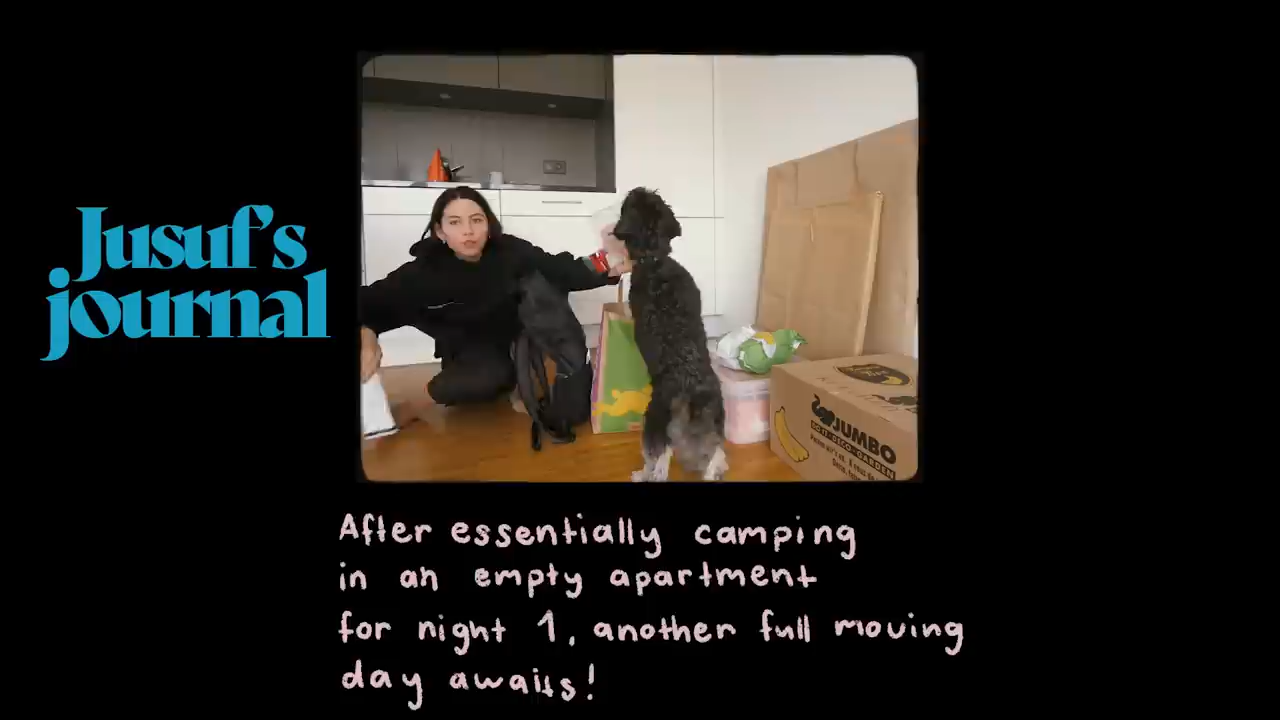 Jusuf's
journal
JUMBO
After essentially camping
in an empty apartment
for night 1, another full moving
day awaits!